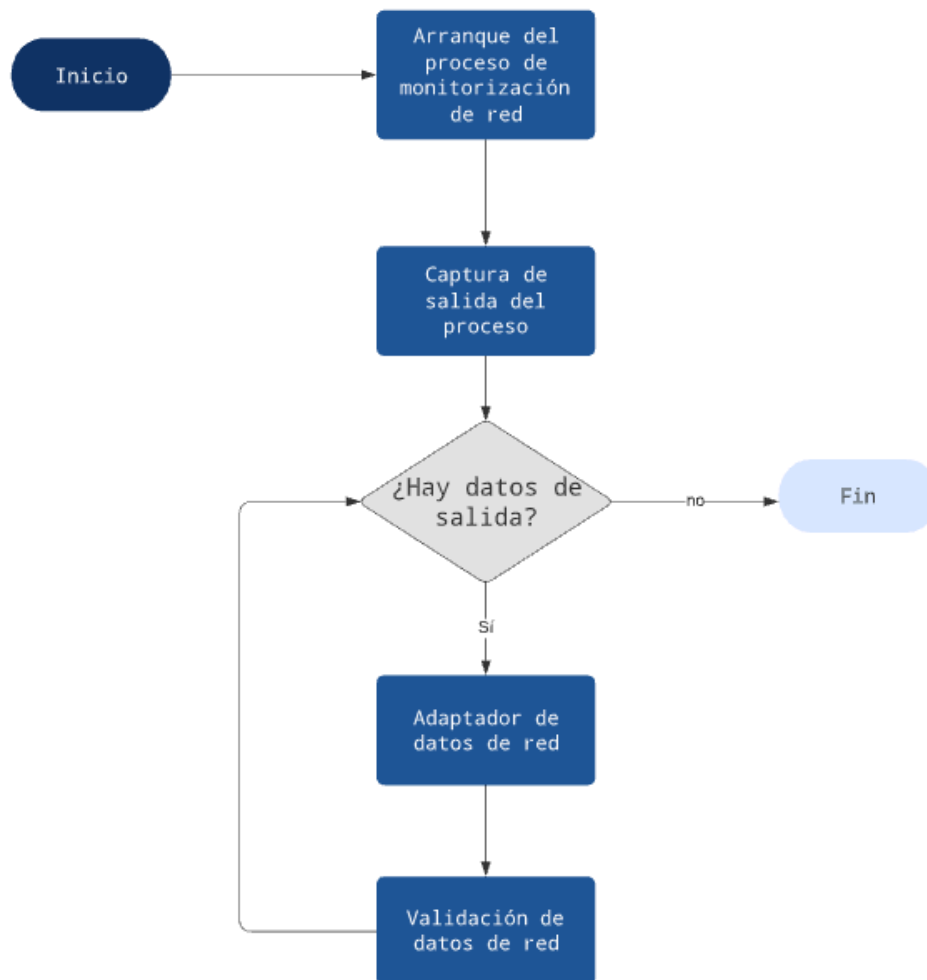 Inicio
Arranque del
proceso de
monitorización
de red
Captura de
salida del
proceso
¿Hay datos de
salida?
no
Fin
Sí
Adaptador de
datos de red
Validación de
datos de red